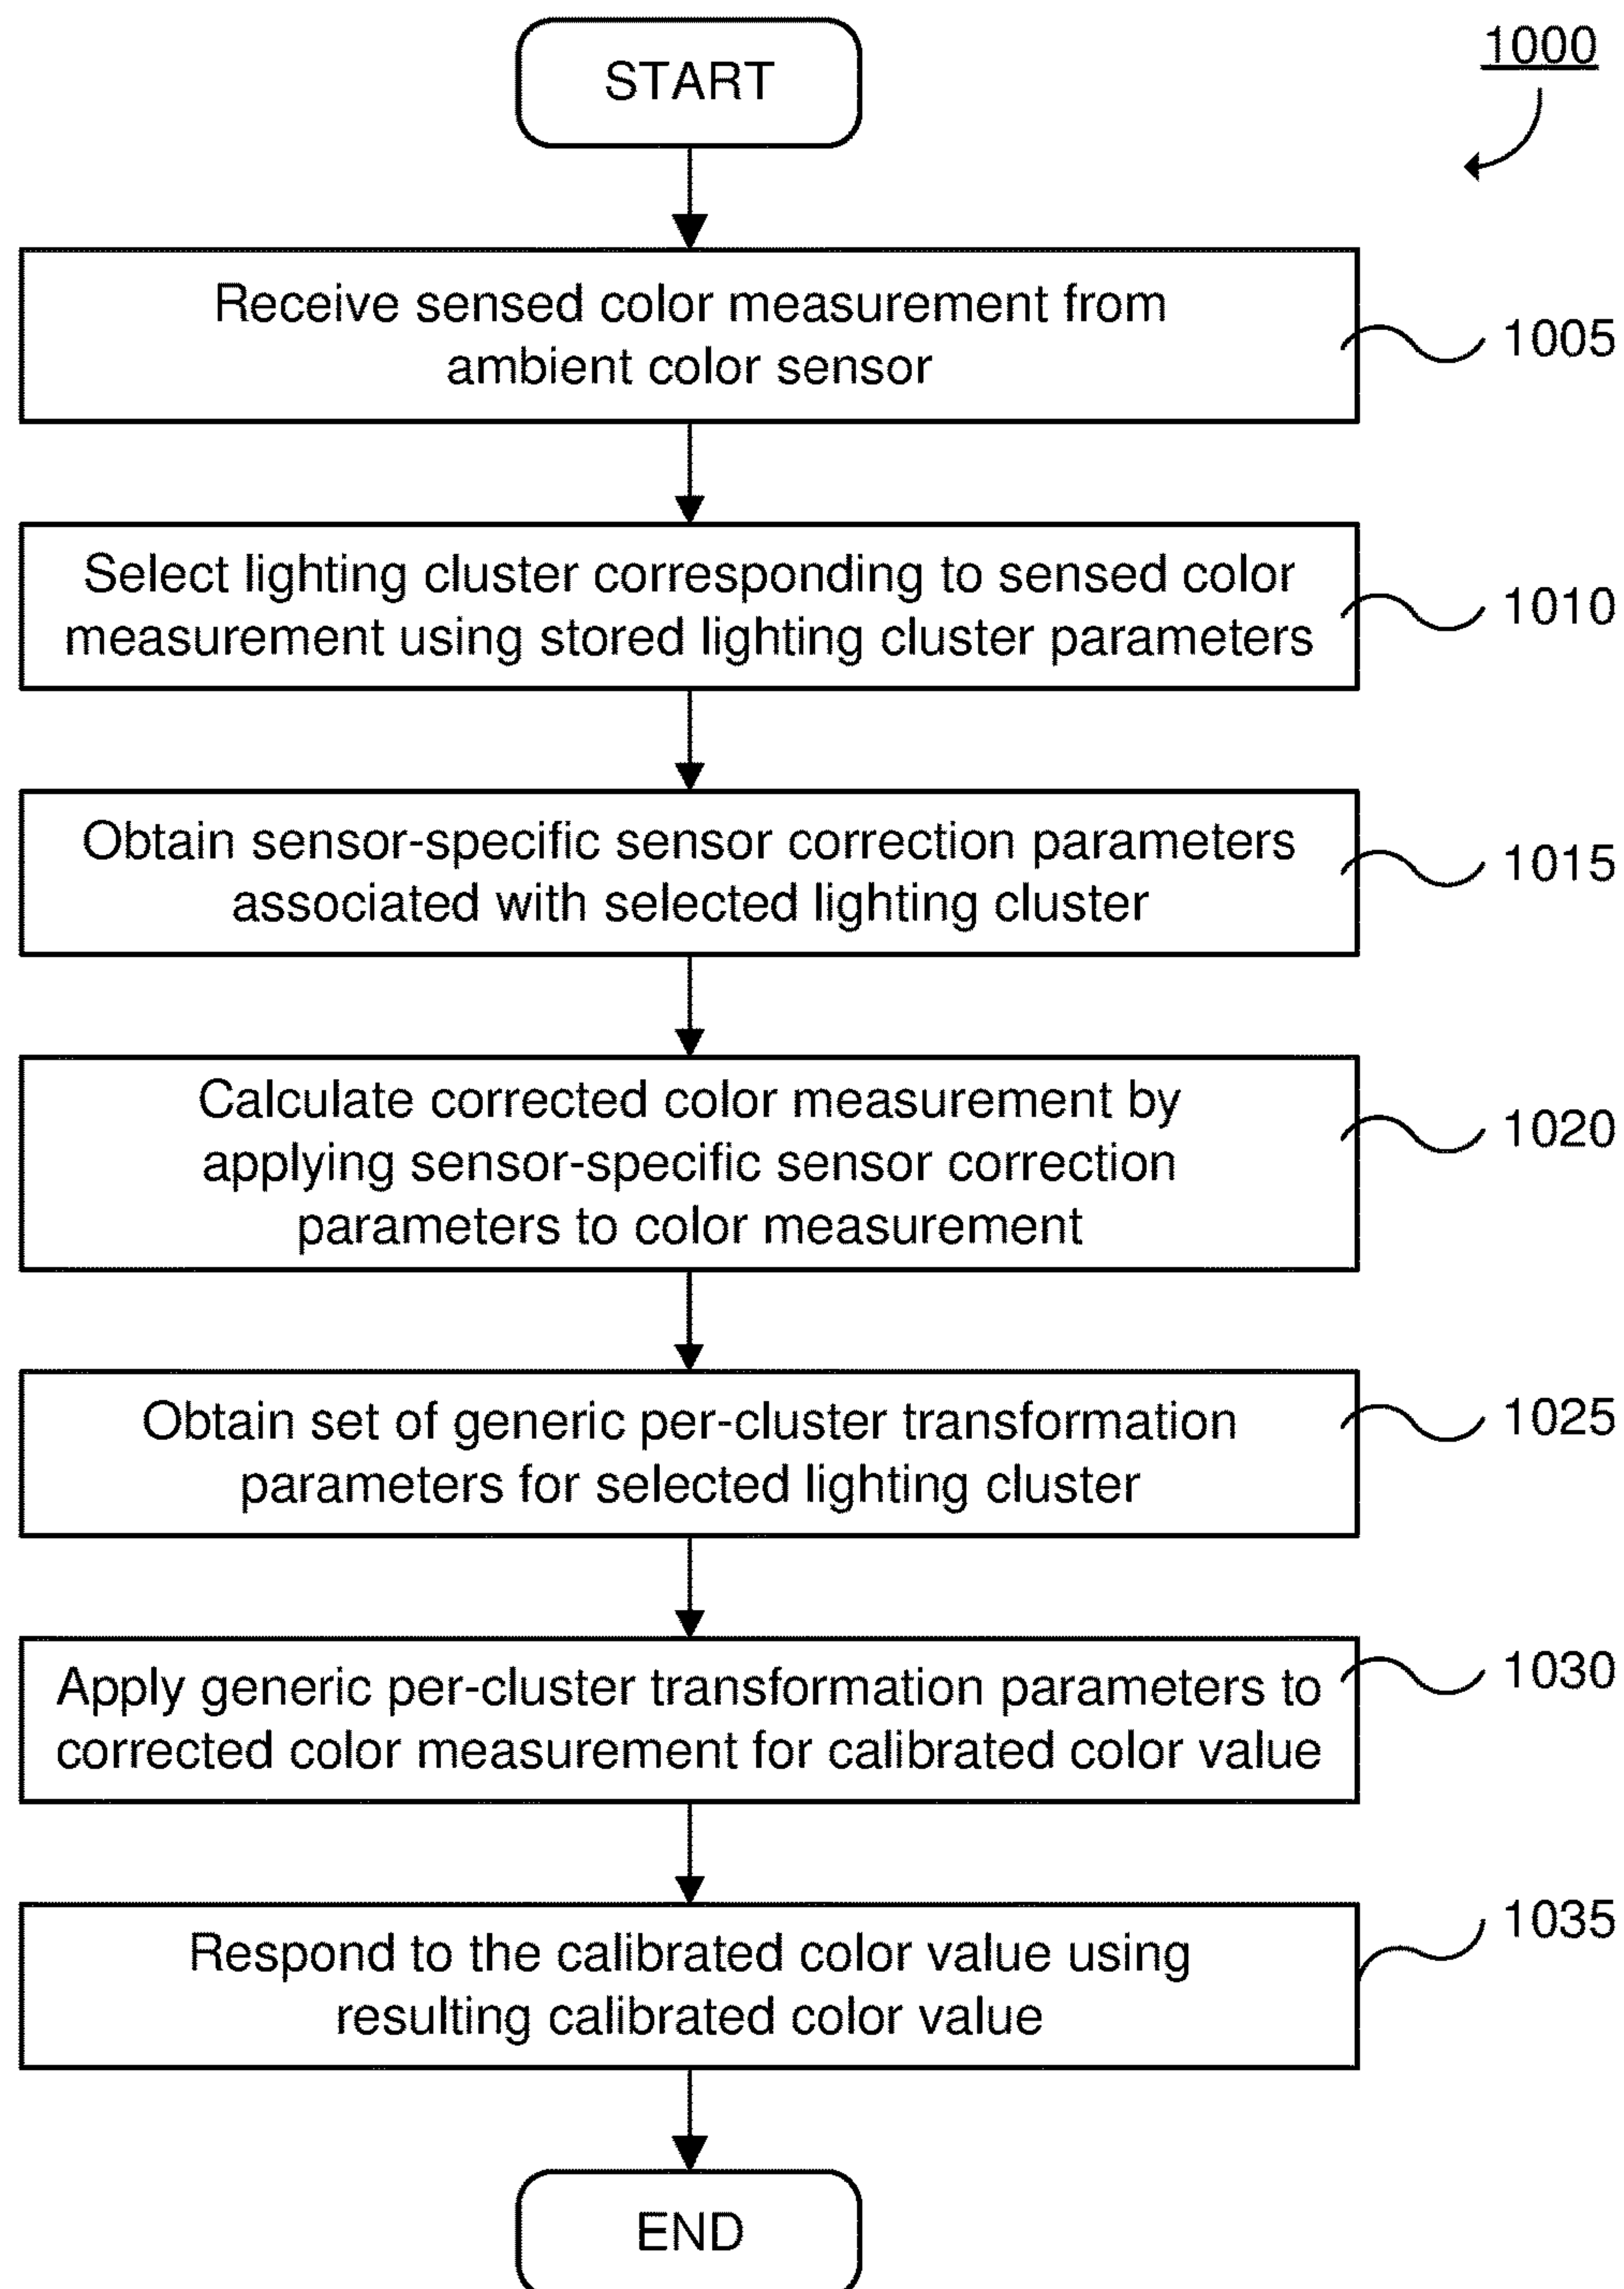 START
1000
Receive sensed color measurement from
ambient color sensor
1005
Select lighting cluster corresponding to sensed color
measurement using stored lighting cluster parameters
1010
Obtain sensor-specific sensor correction parameters
associated with selected lighting cluster
1015
Calculate corrected color measurement by
applying sensor-specific sensor correction
parameters to color measurement
1020
Obtain set of generic per-cluster transformation
parameters for selected lighting cluster
1025
Apply generic per-cluster transformation parameters to
corrected color measurement for calibrated color value
1030
Respond to the calibrated color value using
resulting calibrated color value
1035
END